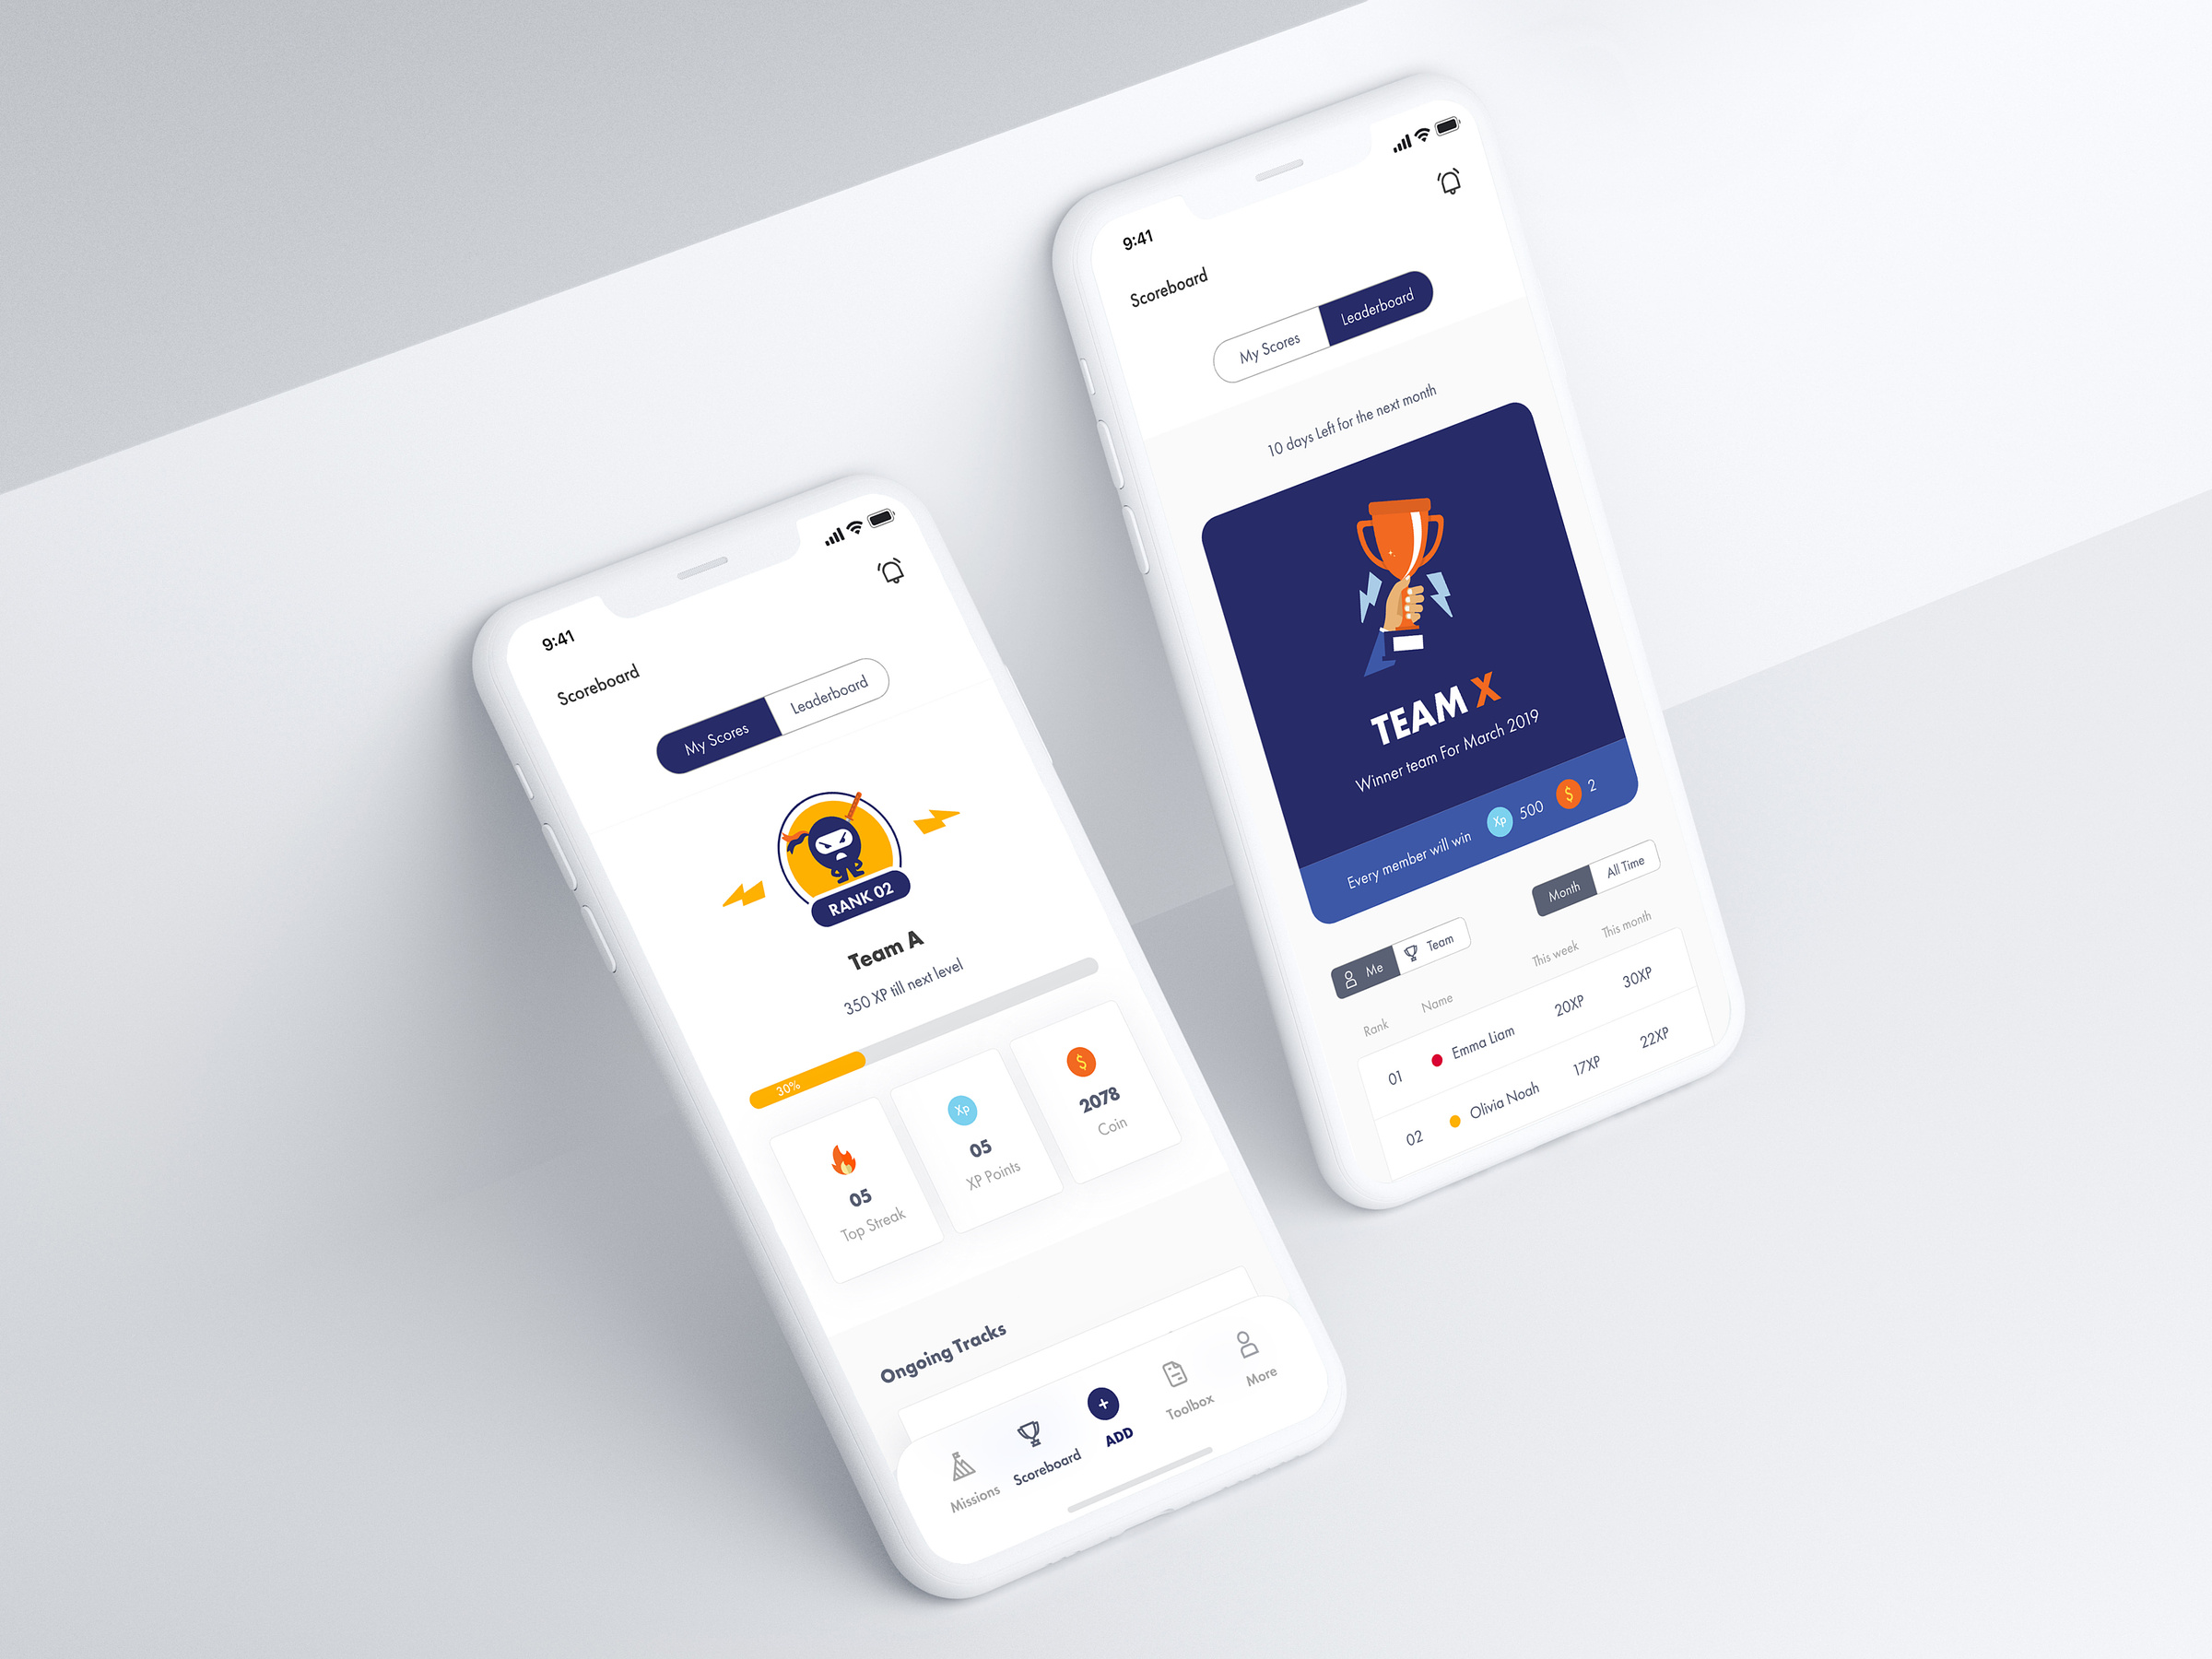 9:41
Scoreboard
My Scores
Leaderboard
RANK 02
Team A
350 XP till next level
30%
05
Top Streak
Xp
05
XP Points
$
2078
Coin
Ongoing Tracks
Missions
Scoreboard
+
ADD
Toolbox
More
9:41
Scoreboard
My Scores
Leaderboard
10 days Left for the next month
TEAM X
Winner team For March 2019
Every member will win Xp 500 $ 2
Me
Team
Month
All Time
Rank Name This week This month
01 Emma Liam 20XP 30XP
02 Olivia Noah 17XP 22XP